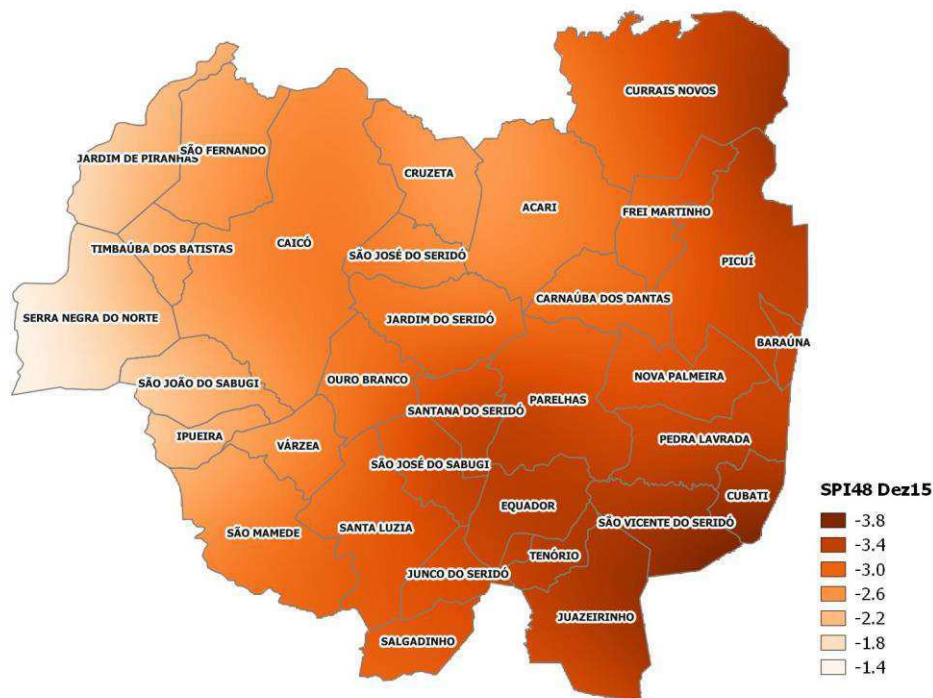 CURRAIS NOVOS
SÃO FERNANDO
JARDIM DE PIRANHAS
CRUZETA
ACARI
FREI MARTINHO
CAICÓ
TIMBAÚBA DOS BATISTAS
SÃO JOSÉ DO SERIDÓ
PICUÍ
CARNAÚBA DOS DANTAS
SERRA NEGRA DO NORTE
JARDIM DO SERIDÓ
BARAÚNA
SÃO JOÃO DO SABUGI
OURO BRANCO
NOVA PALMEIRA
PARELHAS
SANTANA DO SERIDÓ
IPUEIRA
VÁRZEA
PEDRA LAVRADA
SÃO JOSÉ DO SABUGI
CUBATI
EQUADOR
SÃO VICENTE DO SERIDÓ
SÃO MAMEDE
SANTA LUZIA
TENÓRIO
JUNCO DO SERIDÓ
JUAZEIRINHO
SALGADINHO
SPI48 Dez15
-3.8
-3.4
-3.0
-2.6
-2.2
-1.8
-1.4